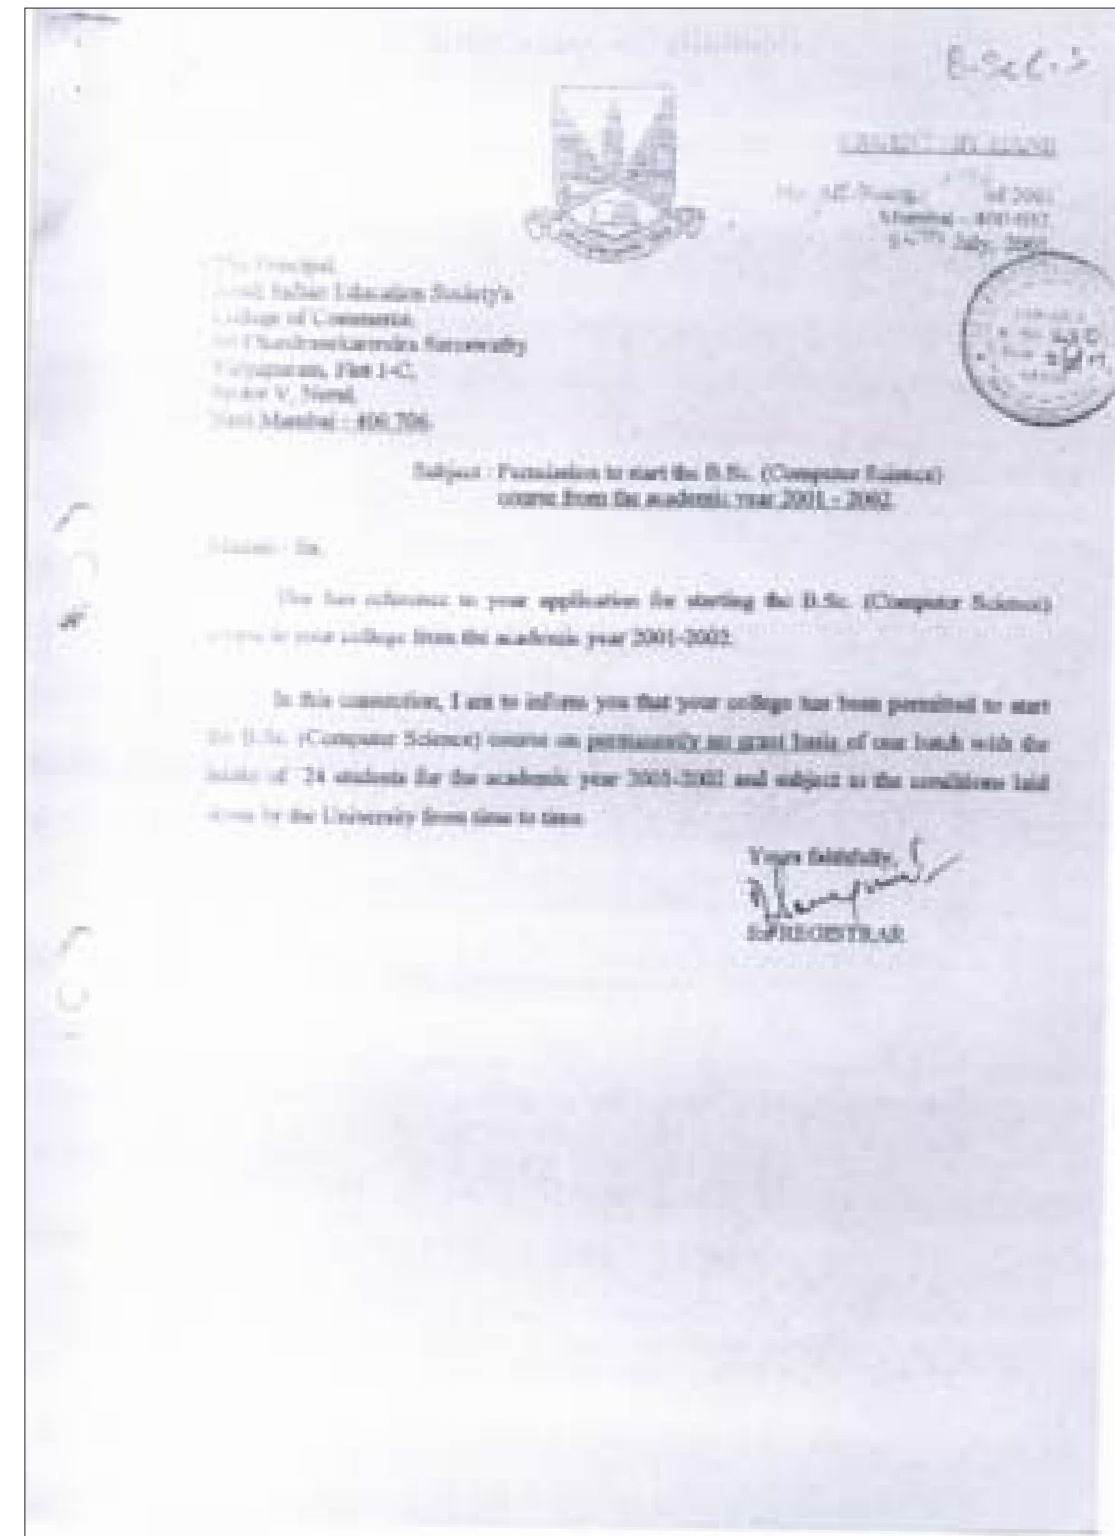 of 2001
Mumbai - 400 032
July, 2001
Principal,
Indian Education Society's
College of Commerce,
Sri Chandrasekarendra Saraswathy
Vidyapuram, Plot 1-C,
Sector V, Nerul,
Navi Mumbai - 400 706.
Subject - Permission to start the B.Sc. (Computer Science)
course from the academic year 2001 - 2002.
Madam / Sir,
This has reference to your application for starting the B.Sc. (Computer Science)
course in your college from the academic year 2001-2002.
In this connection, I am to inform you that your college has been permitted to start
the B.Sc. (Computer Science) course on permanently no grant basis of one batch with the
intake of 24 students for the academic year 2001-2002 and subject to the conditions laid
down by the University from time to time.
Yours faithfully,
REGISTRAR